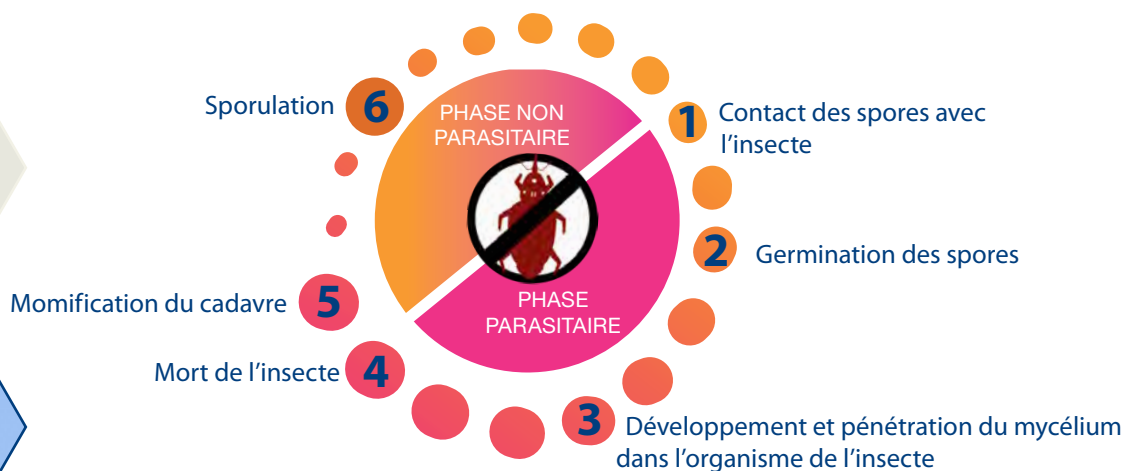 PHASE NON
PARASITAIRE
1 Contact des spores avec
l'insecte
2 Germination des spores
PHASE
PARASITAIRE
3 Développement et pénétration du mycélium
dans l'organisme de l'insecte
4 Mort de l'insecte
5 Momification du cadavre
6 Sporulation